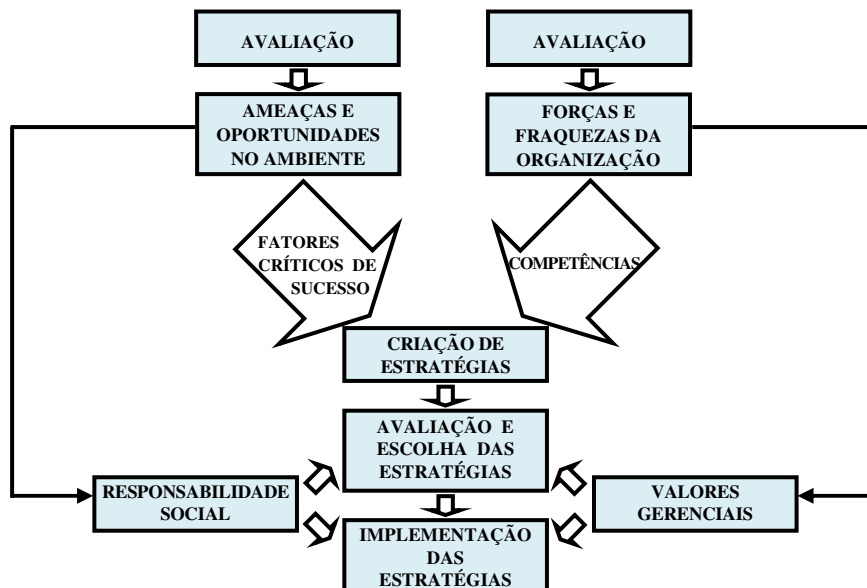 AVALIAÇÃO
AVALIAÇÃO
AMEAÇAS E
OPORTUNIDADES
NO AMBIENTE
FORÇAS E
FRAQUEZAS DA
ORGANIZAÇÃO
FATORES
CRÍTICOS DE
SUCESSO
COMPETÊNCIAS
CRIAÇÃO DE
ESTRATÉGIAS
AVALIAÇÃO E
ESCOLHA DAS
ESTRATÉGIAS
RESPONSABILIDADE
SOCIAL
VALORES
GERENCIAIS
IMPLEMENTAÇÃO
DAS
ESTRATÉGIAS